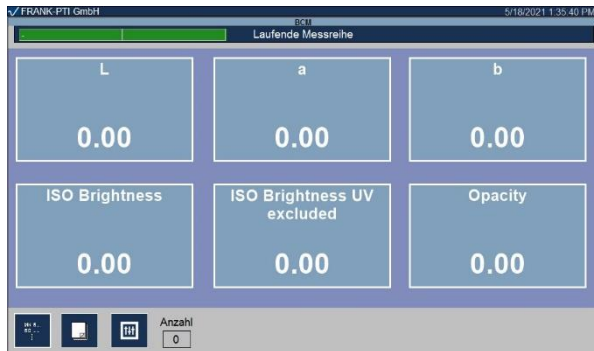 FRANK-PTI GmbH
5/18/2021 1:35:40 PM
BCM
Laufende Messreihe
L
a
b
0.00
0.00
0.00
ISO Brightness
ISO Brightness UV
excluded
Opacity
0.00
0.00
0.00
Anzahl
0